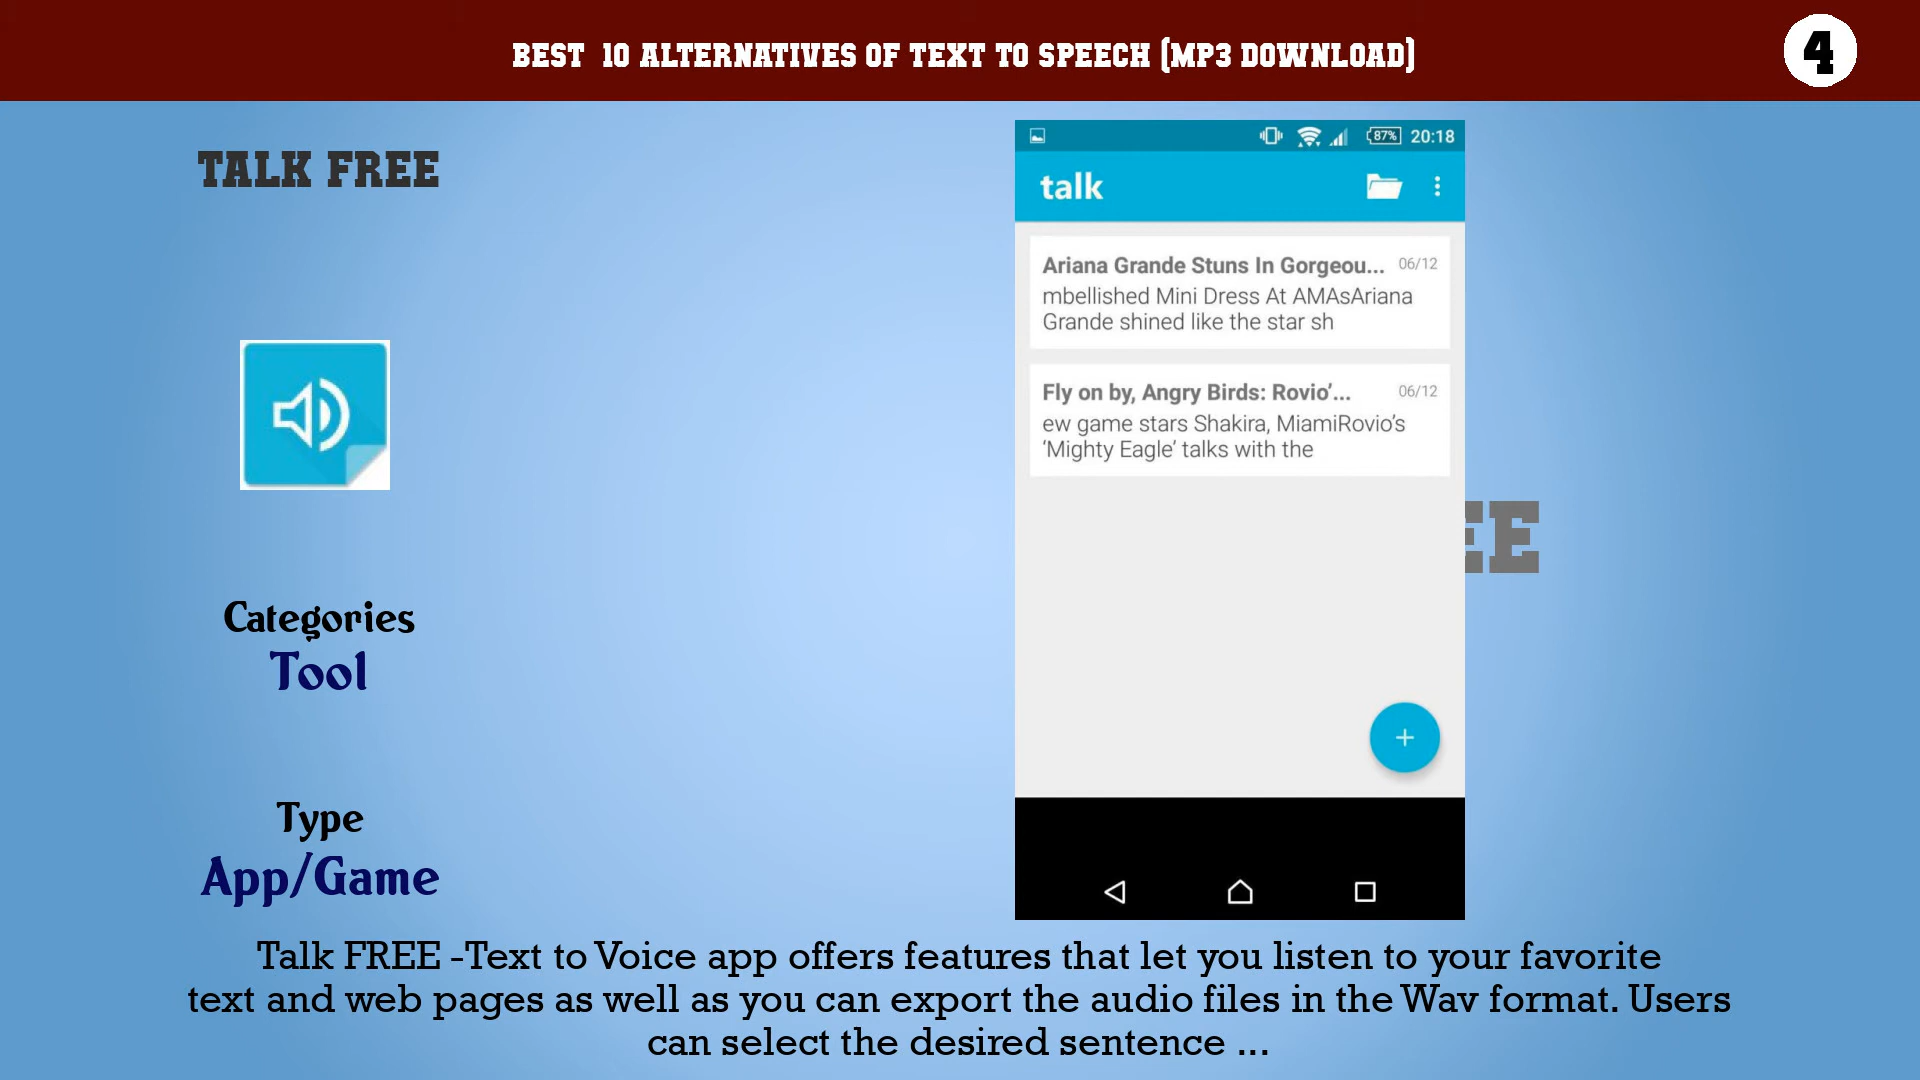 BEST 10 ALTERNATIVES OF TEXT TO SPEECH (MP3 DOWNLOAD)
4
TALK FREE
87% 20:18
talk
Ariana Grande Stuns In Gorgeou... 06/12
mbellished Mini Dress At AMAsAriana
Grande shined like the star sh
Fly on by, Angry Birds: Rovio’... 06/12
ew game stars Shakira, MiamiRovio’s
‘Mighty Eagle’ talks with the
EE
+
Categories
Tool
Type
App/Game
Talk FREE -Text to Voice app offers features that let you listen to your favorite
text and web pages as well as you can export the audio files in the Wav format. Users
can select the desired sentence ...